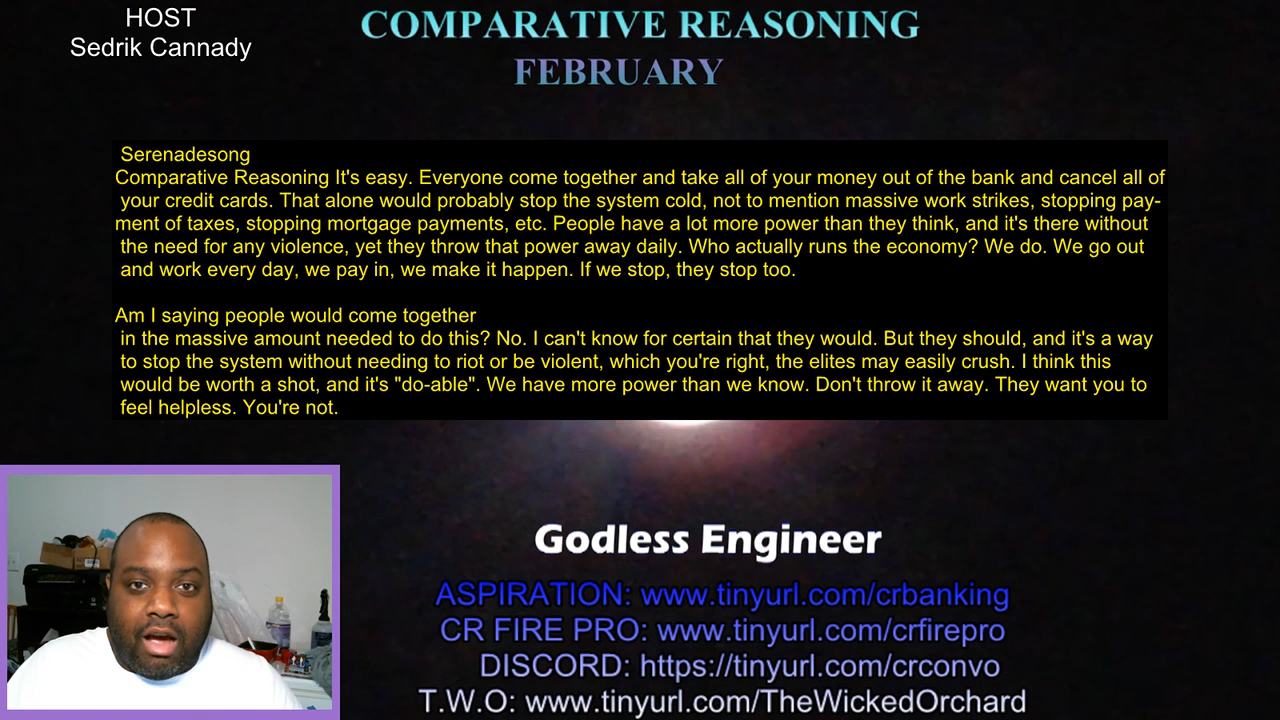 HOST
Sedrik Cannady
COMPARATIVE REASONING
FEBRUARY
Serenadesong
Comparative Reasoning It's easy. Everyone come together and take all of your money out of the bank and cancel all of
your credit cards. That alone would probably stop the system cold, not to mention massive work strikes, stopping pay-
ment of taxes, stopping mortgage payments, etc. People have a lot more power than they think, and it's there without
the need for any violence, yet they throw that power away daily. Who actually runs the economy? We do. We go out
and work every day, we pay in, we make it happen. If we stop, they stop too.
Am I saying people would come together
in the massive amount needed to do this? No. I can't know for certain that they would. But they should, and it's a way
to stop the system without needing to riot or be violent, which you're right, the elites may easily crush. I think this
would be worth a shot, and it's "do-able". We have more power than we know. Don't throw it away. They want you to
feel helpless. You're not.
Godless Engineer
ASPIRATION: www.tinyurl.com/crbanking
CR FIRE PRO: www.tinyurl.com/crfirepro
DISCORD: https://tinyurl.com/crconvo
T.W.O: www.tinyurl.com/TheWickedOrchard